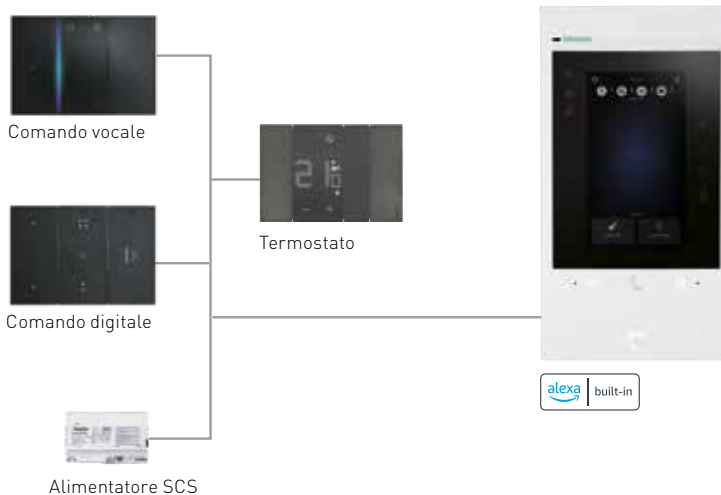 Comando vocale
Termostato
Comando digitale
alexa built-in
Alimentatore SCS